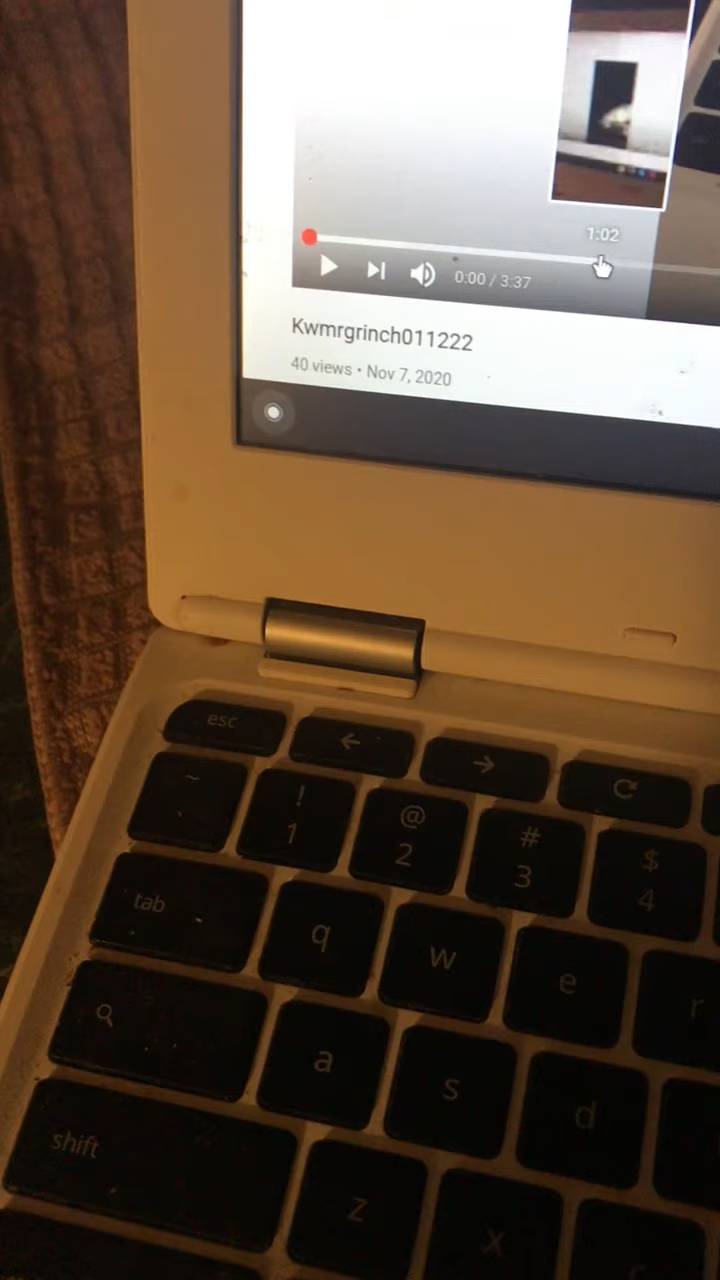 1:02
0:00 / 3:37
Kwmrgrinch011222
40 views • Nov 7, 2020
esc ← →
~ ! @ # $
` 1 2 3 4
tab q w e r
a s d
shift z x